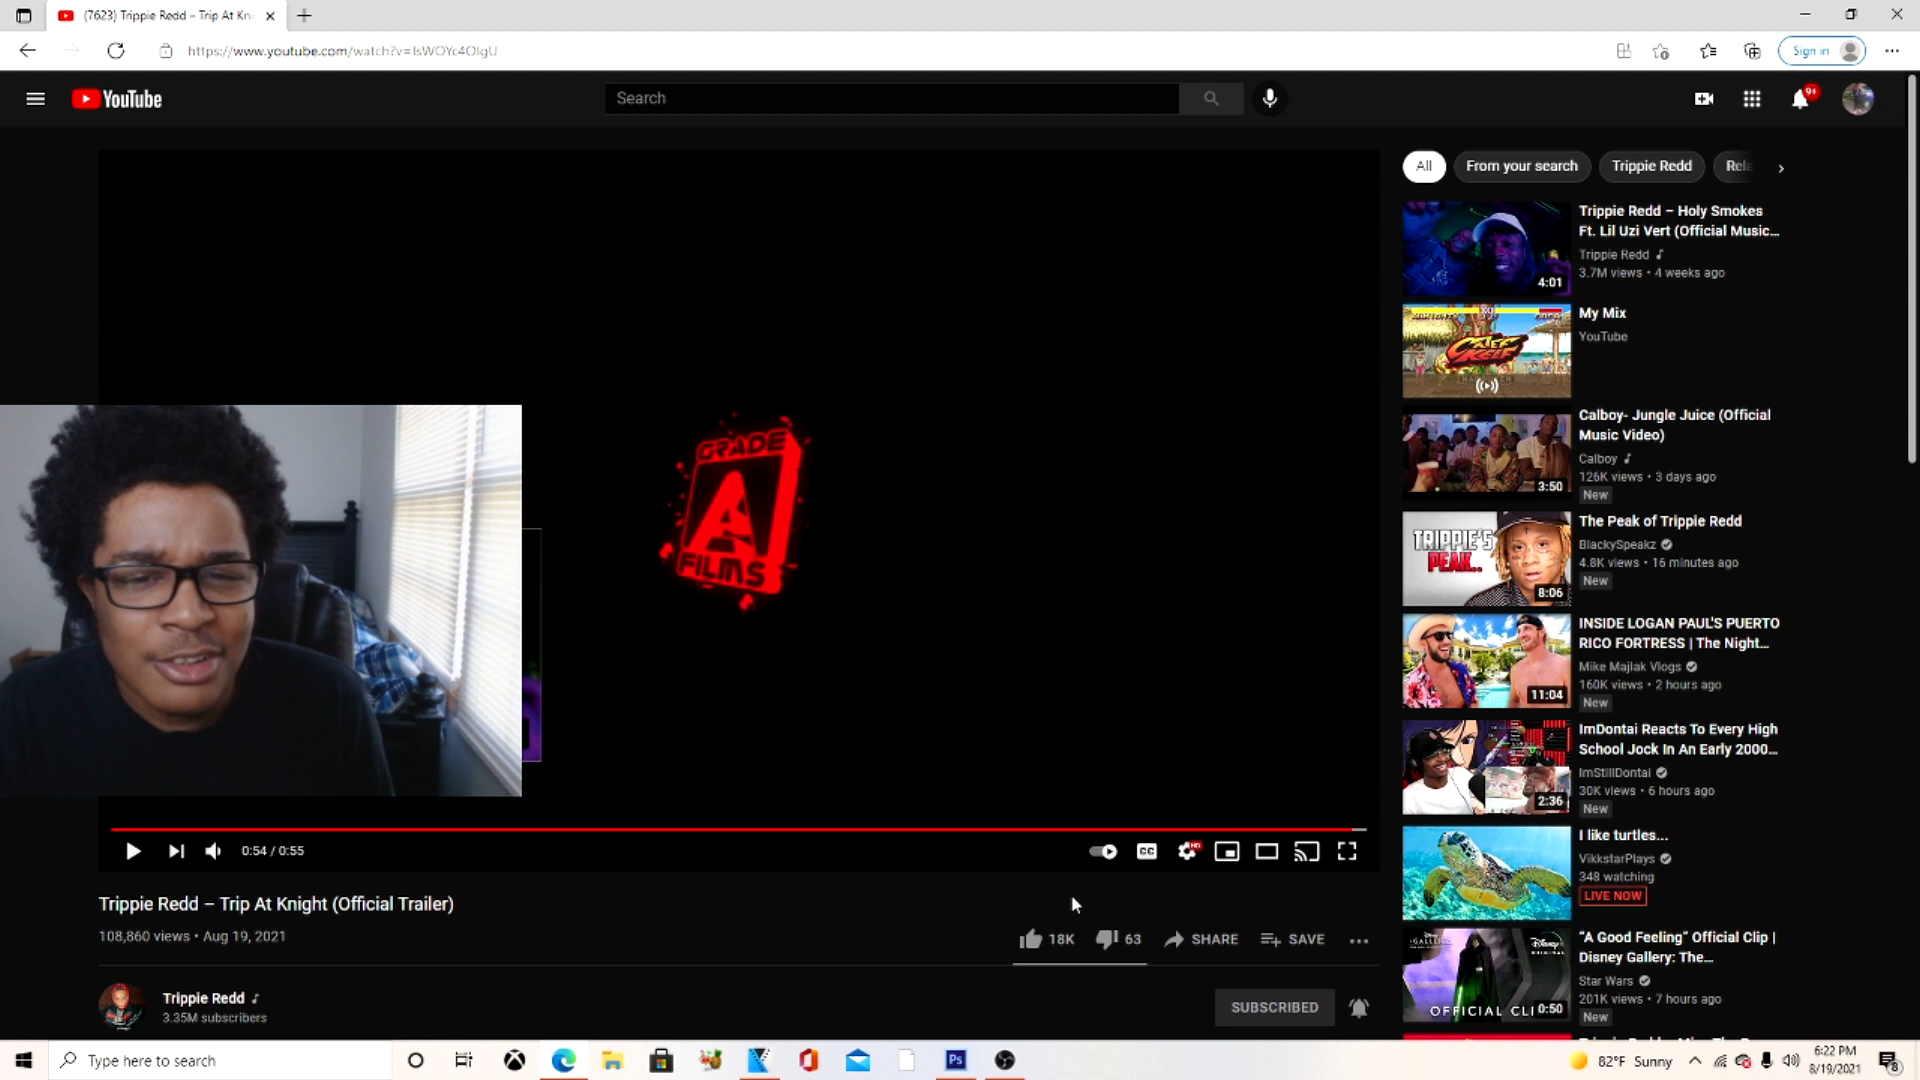 (7623) Trippie Redd – Trip At Kn
https://www.youtube.com/watch?v=IsWOYc4OIgU
Sign in
YouTube
Search
9+
All
From your search
Trippie Redd
Rela
GRADE
A
FILMS
Trippie Redd – Holy Smokes
Ft. Lil Uzi Vert (Official Music...
Trippie Redd
3.7M views • 4 weeks ago
4:01
My Mix
YouTube
CHIEF
KEEF
Calboy- Jungle Juice (Official
Music Video)
Calboy
126K views • 3 days ago
New
3:50
The Peak of Trippie Redd
BlackySpeakz
4.8K views • 16 minutes ago
New
TRIPPIE'S
PEAK..
8:06
INSIDE LOGAN PAUL'S PUERTO
RICO FORTRESS | The Night...
Mike Majlak Vlogs
160K views • 2 hours ago
New
11:04
ImDontai Reacts To Every High
School Jock In An Early 2000...
ImStillDontai
30K views • 6 hours ago
New
2:36
I like turtles...
VikkstarPlays
348 watching
LIVE NOW
"A Good Feeling" Official Clip |
Disney Gallery: The...
Star Wars
201K views • 7 hours ago
New
OFFICIAL CLI
0:50
0:54 / 0:55
CC
HD
Trippie Redd – Trip At Knight (Official Trailer)
108,860 views • Aug 19, 2021
18K
63
SHARE
SAVE
Trippie Redd
3.35M subscribers
SUBSCRIBED
Type here to search
Ps
82°F Sunny
6:22 PM
8/19/2021
8